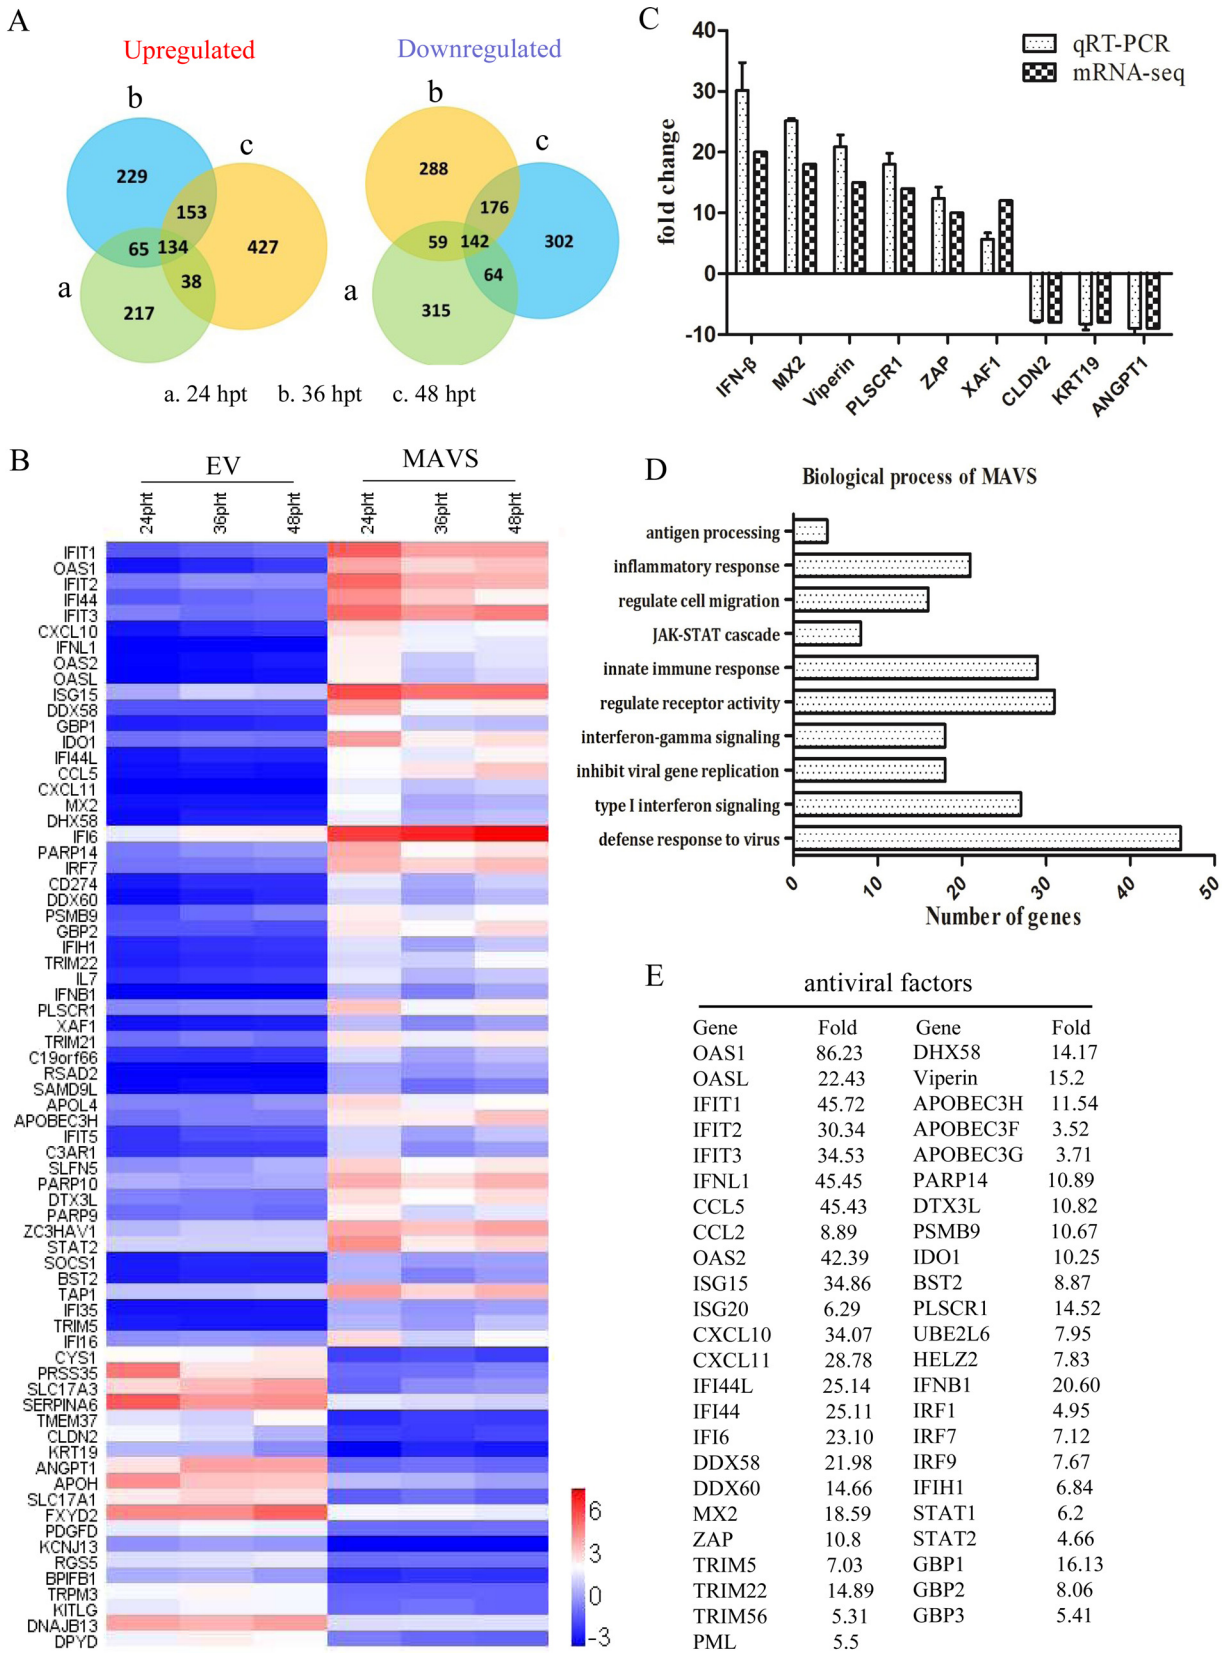 A
Upregulated
Downregulated
b
c
a
229
153
65
134
427
38
217
b
c
a
288
176
59
142
302
64
315
a. 24 hpt b. 36 hpt c. 48 hpt
B
EV
MAVS
24pht
36pht
48pht
24pht
36pht
48pht
IFIT1
OAS1
IFIT2
IFI44
IFIT3
CXCL10
IFNL1
OAS2
OASL
ISG15
DDX58
GBP1
IDO1
IFI44L
CCL5
CXCL11
MX2
DHX58
IFI6
PARP14
IRF7
CD274
DDX60
PSMB9
GBP2
IFIH1
TRIM22
IL7
IFNB1
PLSCR1
XAF1
TRIM21
C19orf66
RSAD2
SAMD9L
APOL4
APOBEC3H
IFIT5
C3AR1
SLFN5
PARP10
DTX3L
PARP9
ZC3HAV1
STAT2
SOCS1
BST2
TAP1
IFI35
TRIM5
IFI16
CYS1
PRSS35
SLC17A3
SERPINA6
TMEM37
CLDN2
KRT19
ANGPT1
APOH
SLC17A1
FXYD2
PDGFD
KCNJ13
RGS5
BPIFB1
TRPM3
KITLG
DNAJB13
DPYD
6
3
0
-3
C
fold change
40
30
20
10
0
-10
qRT-PCR
mRNA-seq
IFN-β
MX2
Viperin
PLSCR1
ZAP
XAF1
CLDN2
KRT19
ANGPT1
D
Biological process of MAVS
antigen processing
inflammatory response
regulate cell migration
JAK-STAT cascade
innate immune response
regulate receptor activity
interferon-gamma signaling
inhibit viral gene replication
type I interferon signaling
defense response to virus
0
10
20
30
40
50
Number of genes
E
antiviral factors
Gene Fold Gene Fold
OAS1 86.23 DHX58 14.17
OASL 22.43 Viperin 15.2
IFIT1 45.72 APOBEC3H 11.54
IFIT2 30.34 APOBEC3F 3.52
IFIT3 34.53 APOBEC3G 3.71
IFNL1 45.45 PARP14 10.89
CCL5 45.43 DTX3L 10.82
CCL2 8.89 PSMB9 10.67
OAS2 42.39 IDO1 10.25
ISG15 34.86 BST2 8.87
ISG20 6.29 PLSCR1 14.52
CXCL10 34.07 UBE2L6 7.95
CXCL11 28.78 HELZ2 7.83
IFI44L 25.14 IFNB1 20.60
IFI44 25.11 IRF1 4.95
IFI6 23.10 IRF7 7.12
DDX58 21.98 IRF9 7.67
DDX60 14.66 IFIH1 6.84
MX2 18.59 STAT1 6.2
ZAP 10.8 STAT2 4.66
TRIM5 7.03 GBP1 16.13
TRIM22 14.89 GBP2 8.06
TRIM56 5.31 GBP3 5.41
PML 5.5